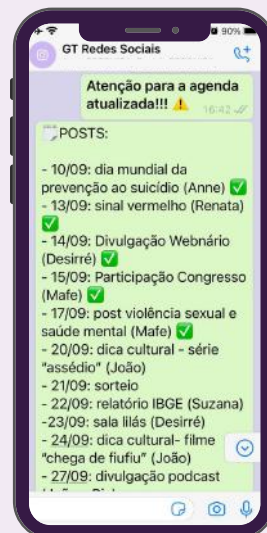 90%
GT Redes Sociais
Atenção para a agenda
atualizada!!! ⚠️ 16:42
🗒️POSTS:
- 10/09: dia mundial da
prevenção ao suicídio (Anne) ✅
- 13/09: sinal vermelho (Renata)
✅
- 14/09: Divulgação Webnário
(Desirré) ✅
- 15/09: Participação Congresso
(Mafe) ✅
- 17/09: post violência sexual e
saúde mental (Mafe) ✅
- 20/09: dica cultural - série
"assédio" (João)
- 21/09: sorteio
- 22/09: relatório IBGE (Suzana)
-23/09: sala lilás (Desirré)
- 24/09: dica cultural- filme
"chega de fiufiu" (João)
- 27/09: divulgação podcast